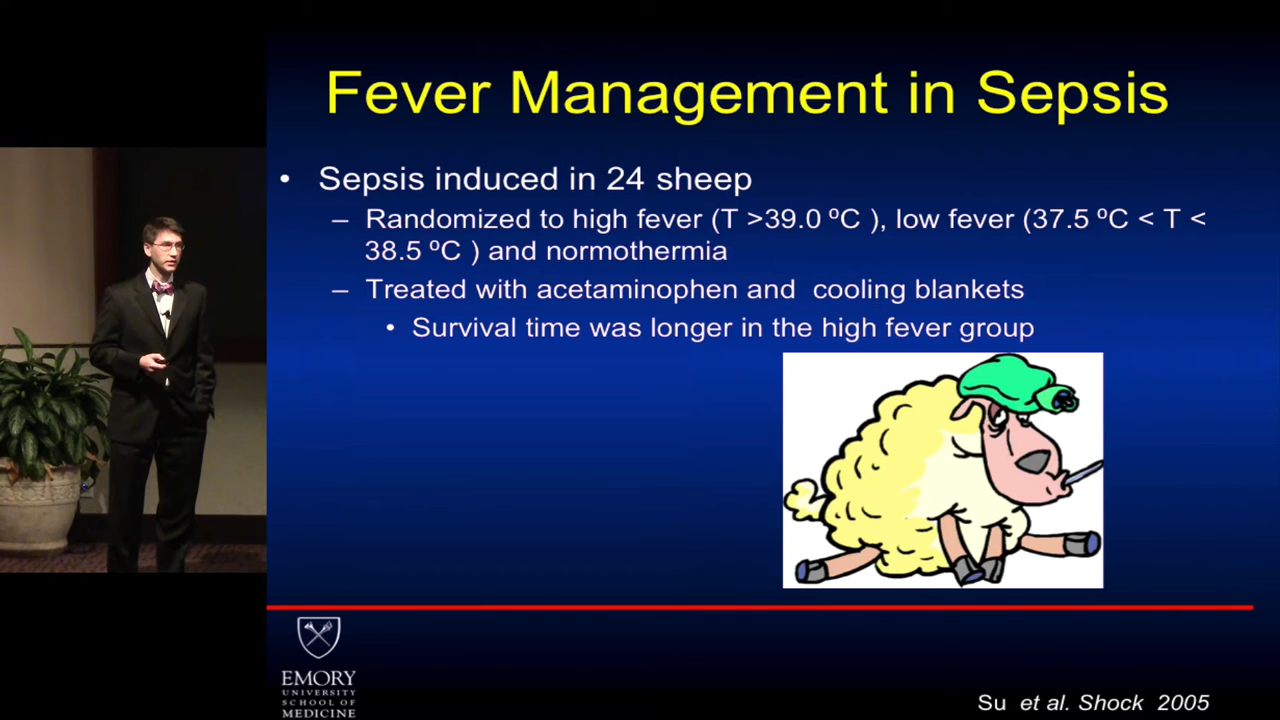 Fever Management in Sepsis
• Sepsis induced in 24 sheep
– Randomized to high fever (T >39.0 ºC ), low fever (37.5 ºC < T <
38.5 ºC ) and normothermia
– Treated with acetaminophen and cooling blankets
• Survival time was longer in the high fever group
EMORY
UNIVERSITY
SCHOOL OF
MEDICINE
Su et al. Shock 2005